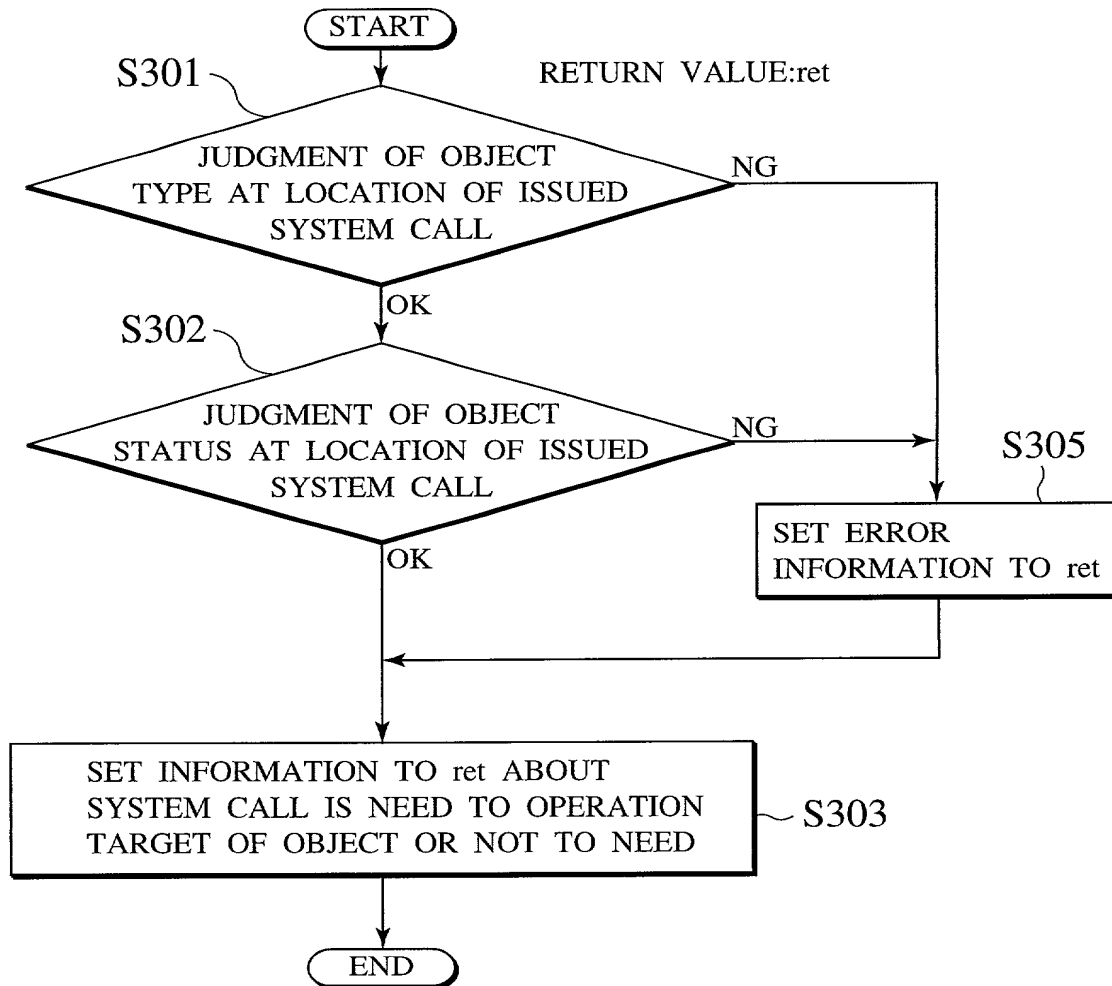 START
S301
RETURN VALUE:ret
JUDGMENT OF OBJECT
TYPE AT LOCATION OF ISSUED
SYSTEM CALL
NG
OK
S302
JUDGMENT OF OBJECT
STATUS AT LOCATION OF ISSUED
SYSTEM CALL
NG
OK
S305
SET ERROR
INFORMATION TO ret
SET INFORMATION TO ret ABOUT
SYSTEM CALL IS NEED TO OPERATION
TARGET OF OBJECT OR NOT TO NEED
S303
END